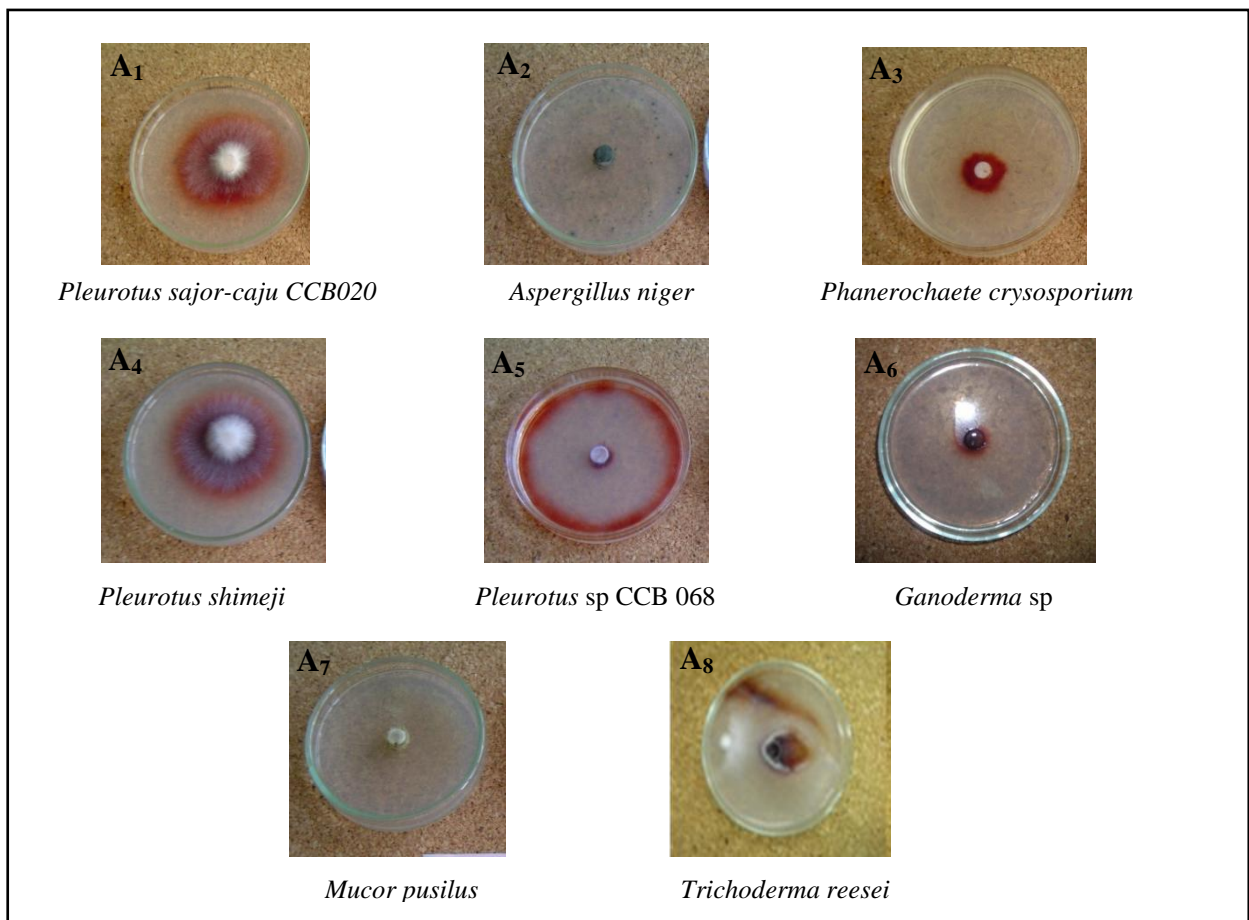 A1 A2 A3
Pleurotus sajor-caju CCB020 Aspergillus niger Phanerochaete crysosporium
A4 A5 A6
Pleurotus shimeji Pleurotus sp CCB 068 Ganoderma sp
A7 A8
Mucor pusilus Trichoderma reesei